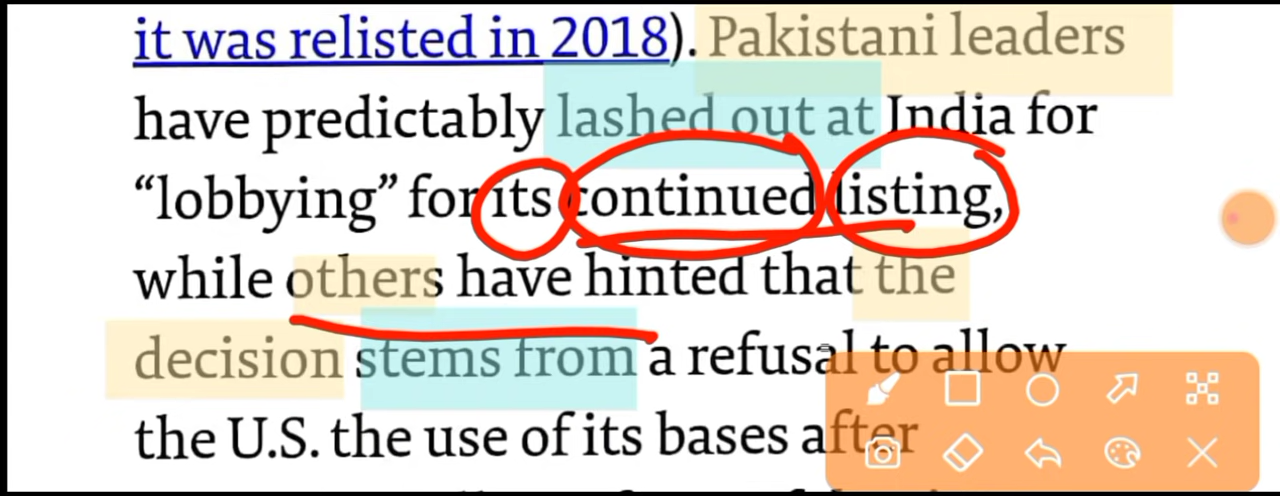 it was relisted in 2018). Pakistani leaders
have predictably lashed out at India for
“lobbying” for its continued listing,
while others have hinted that the
decision stems from a refusal to allow
the U.S. the use of its bases after